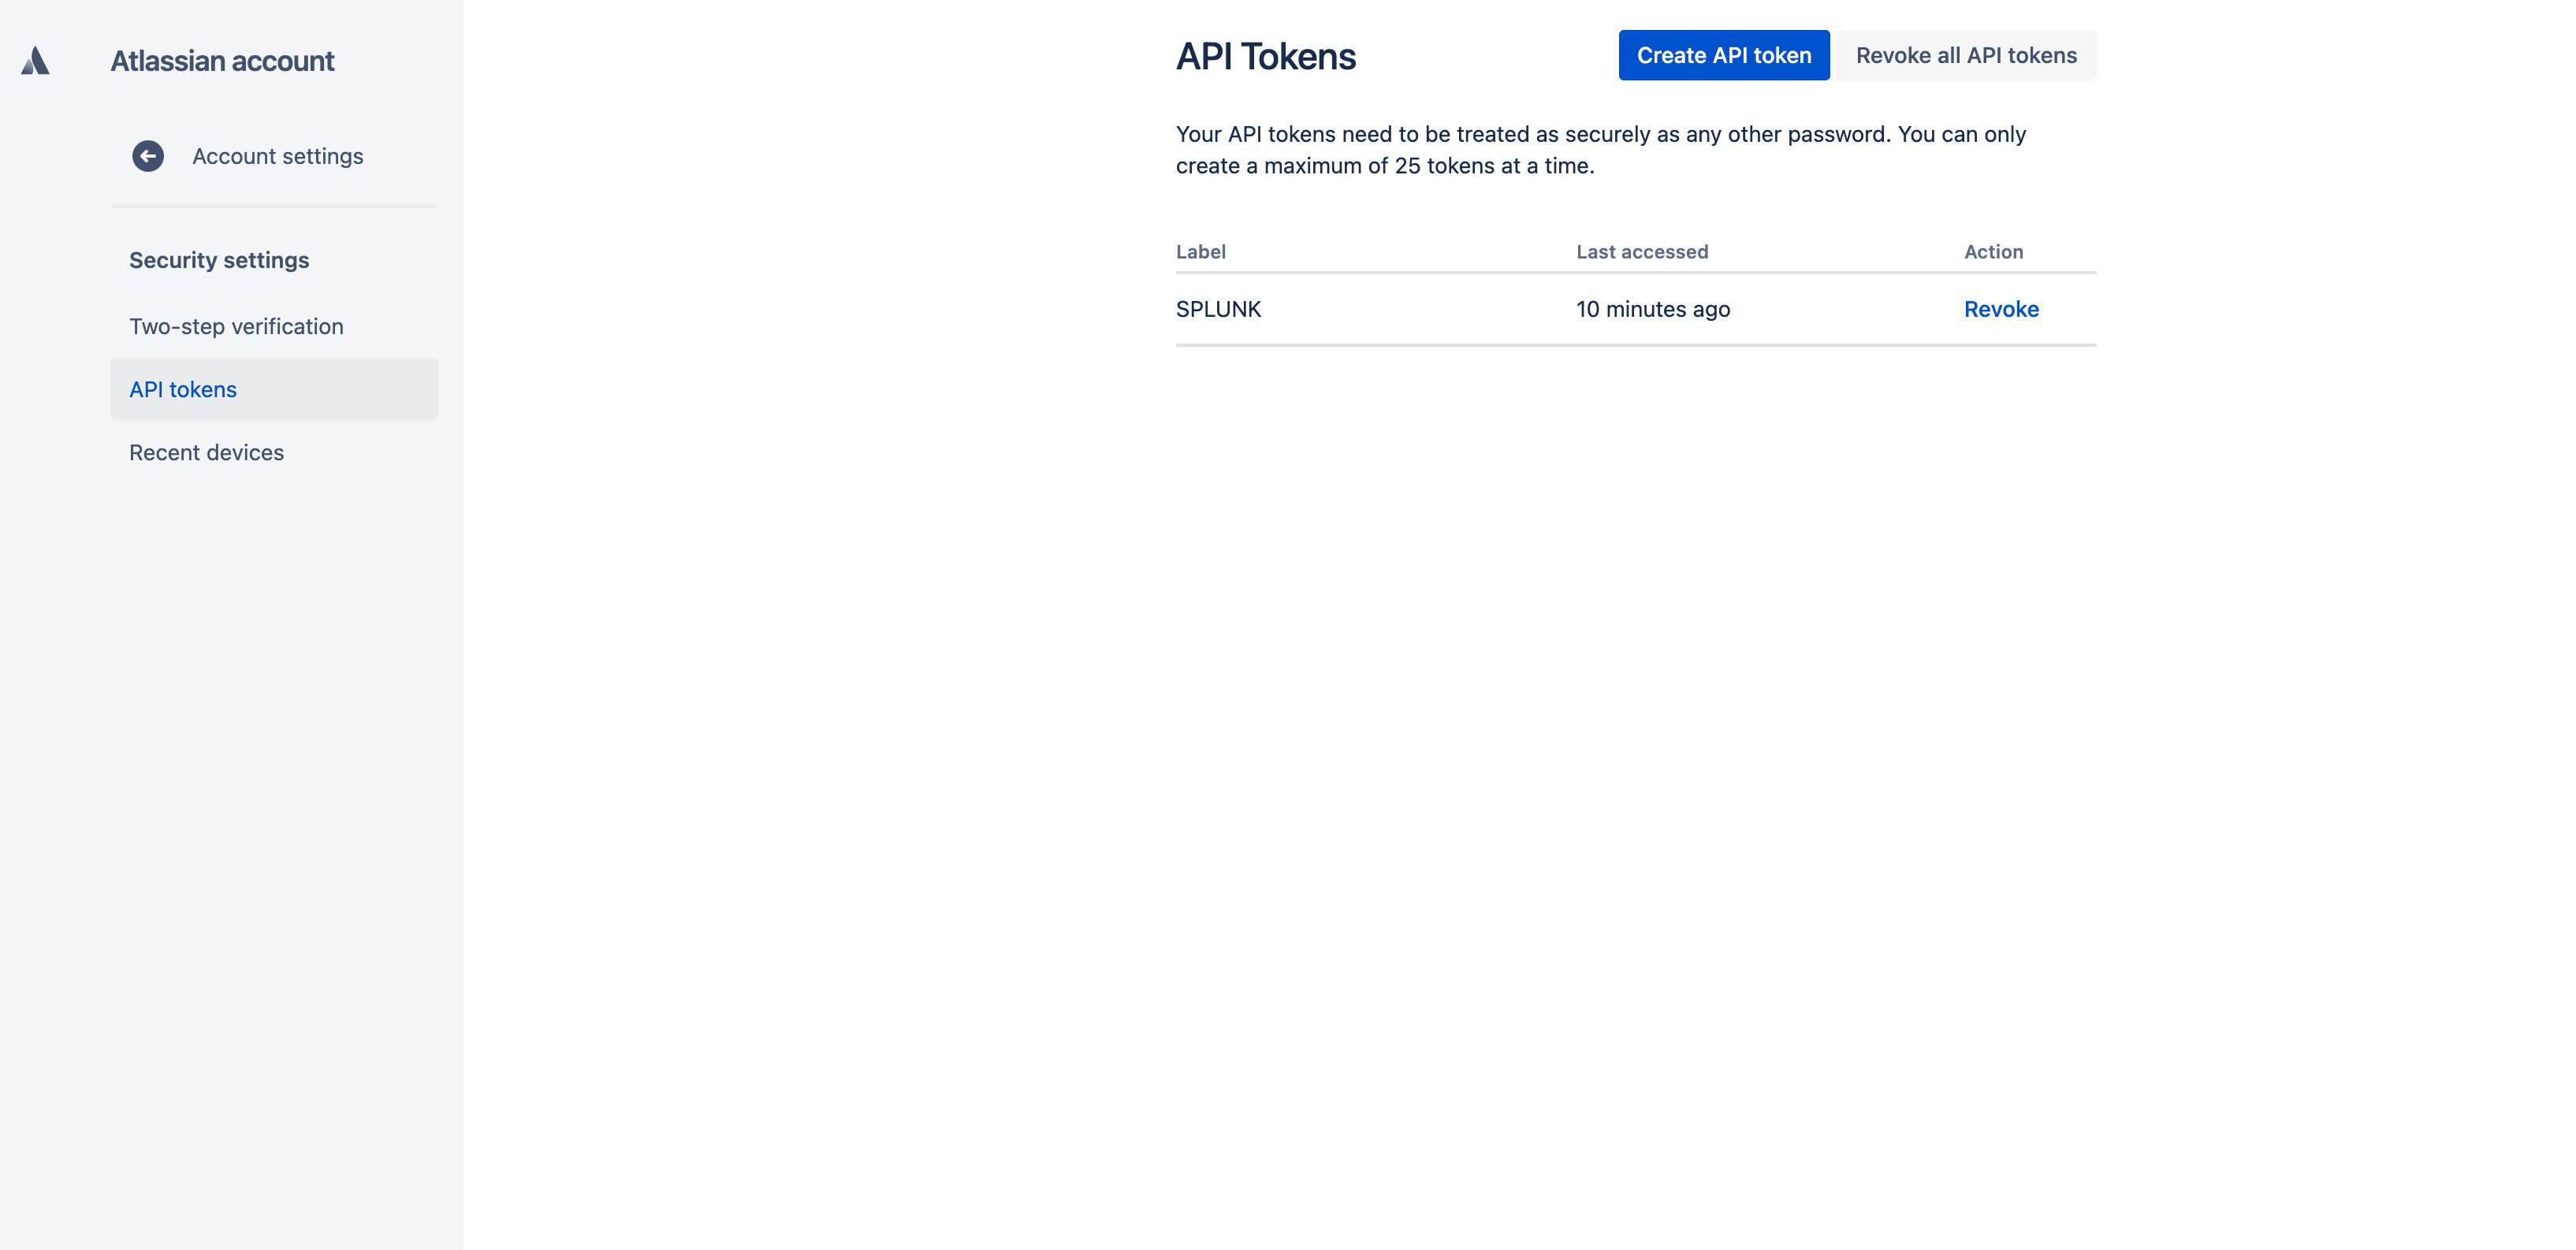 Atlassian account
Account settings
Security settings
Two-step verification
API tokens
Recent devices
API Tokens
Create API token
Revoke all API tokens
Your API tokens need to be treated as securely as any other password. You can only
create a maximum of 25 tokens at a time.
Label Last accessed Action
SPLUNK 10 minutes ago Revoke